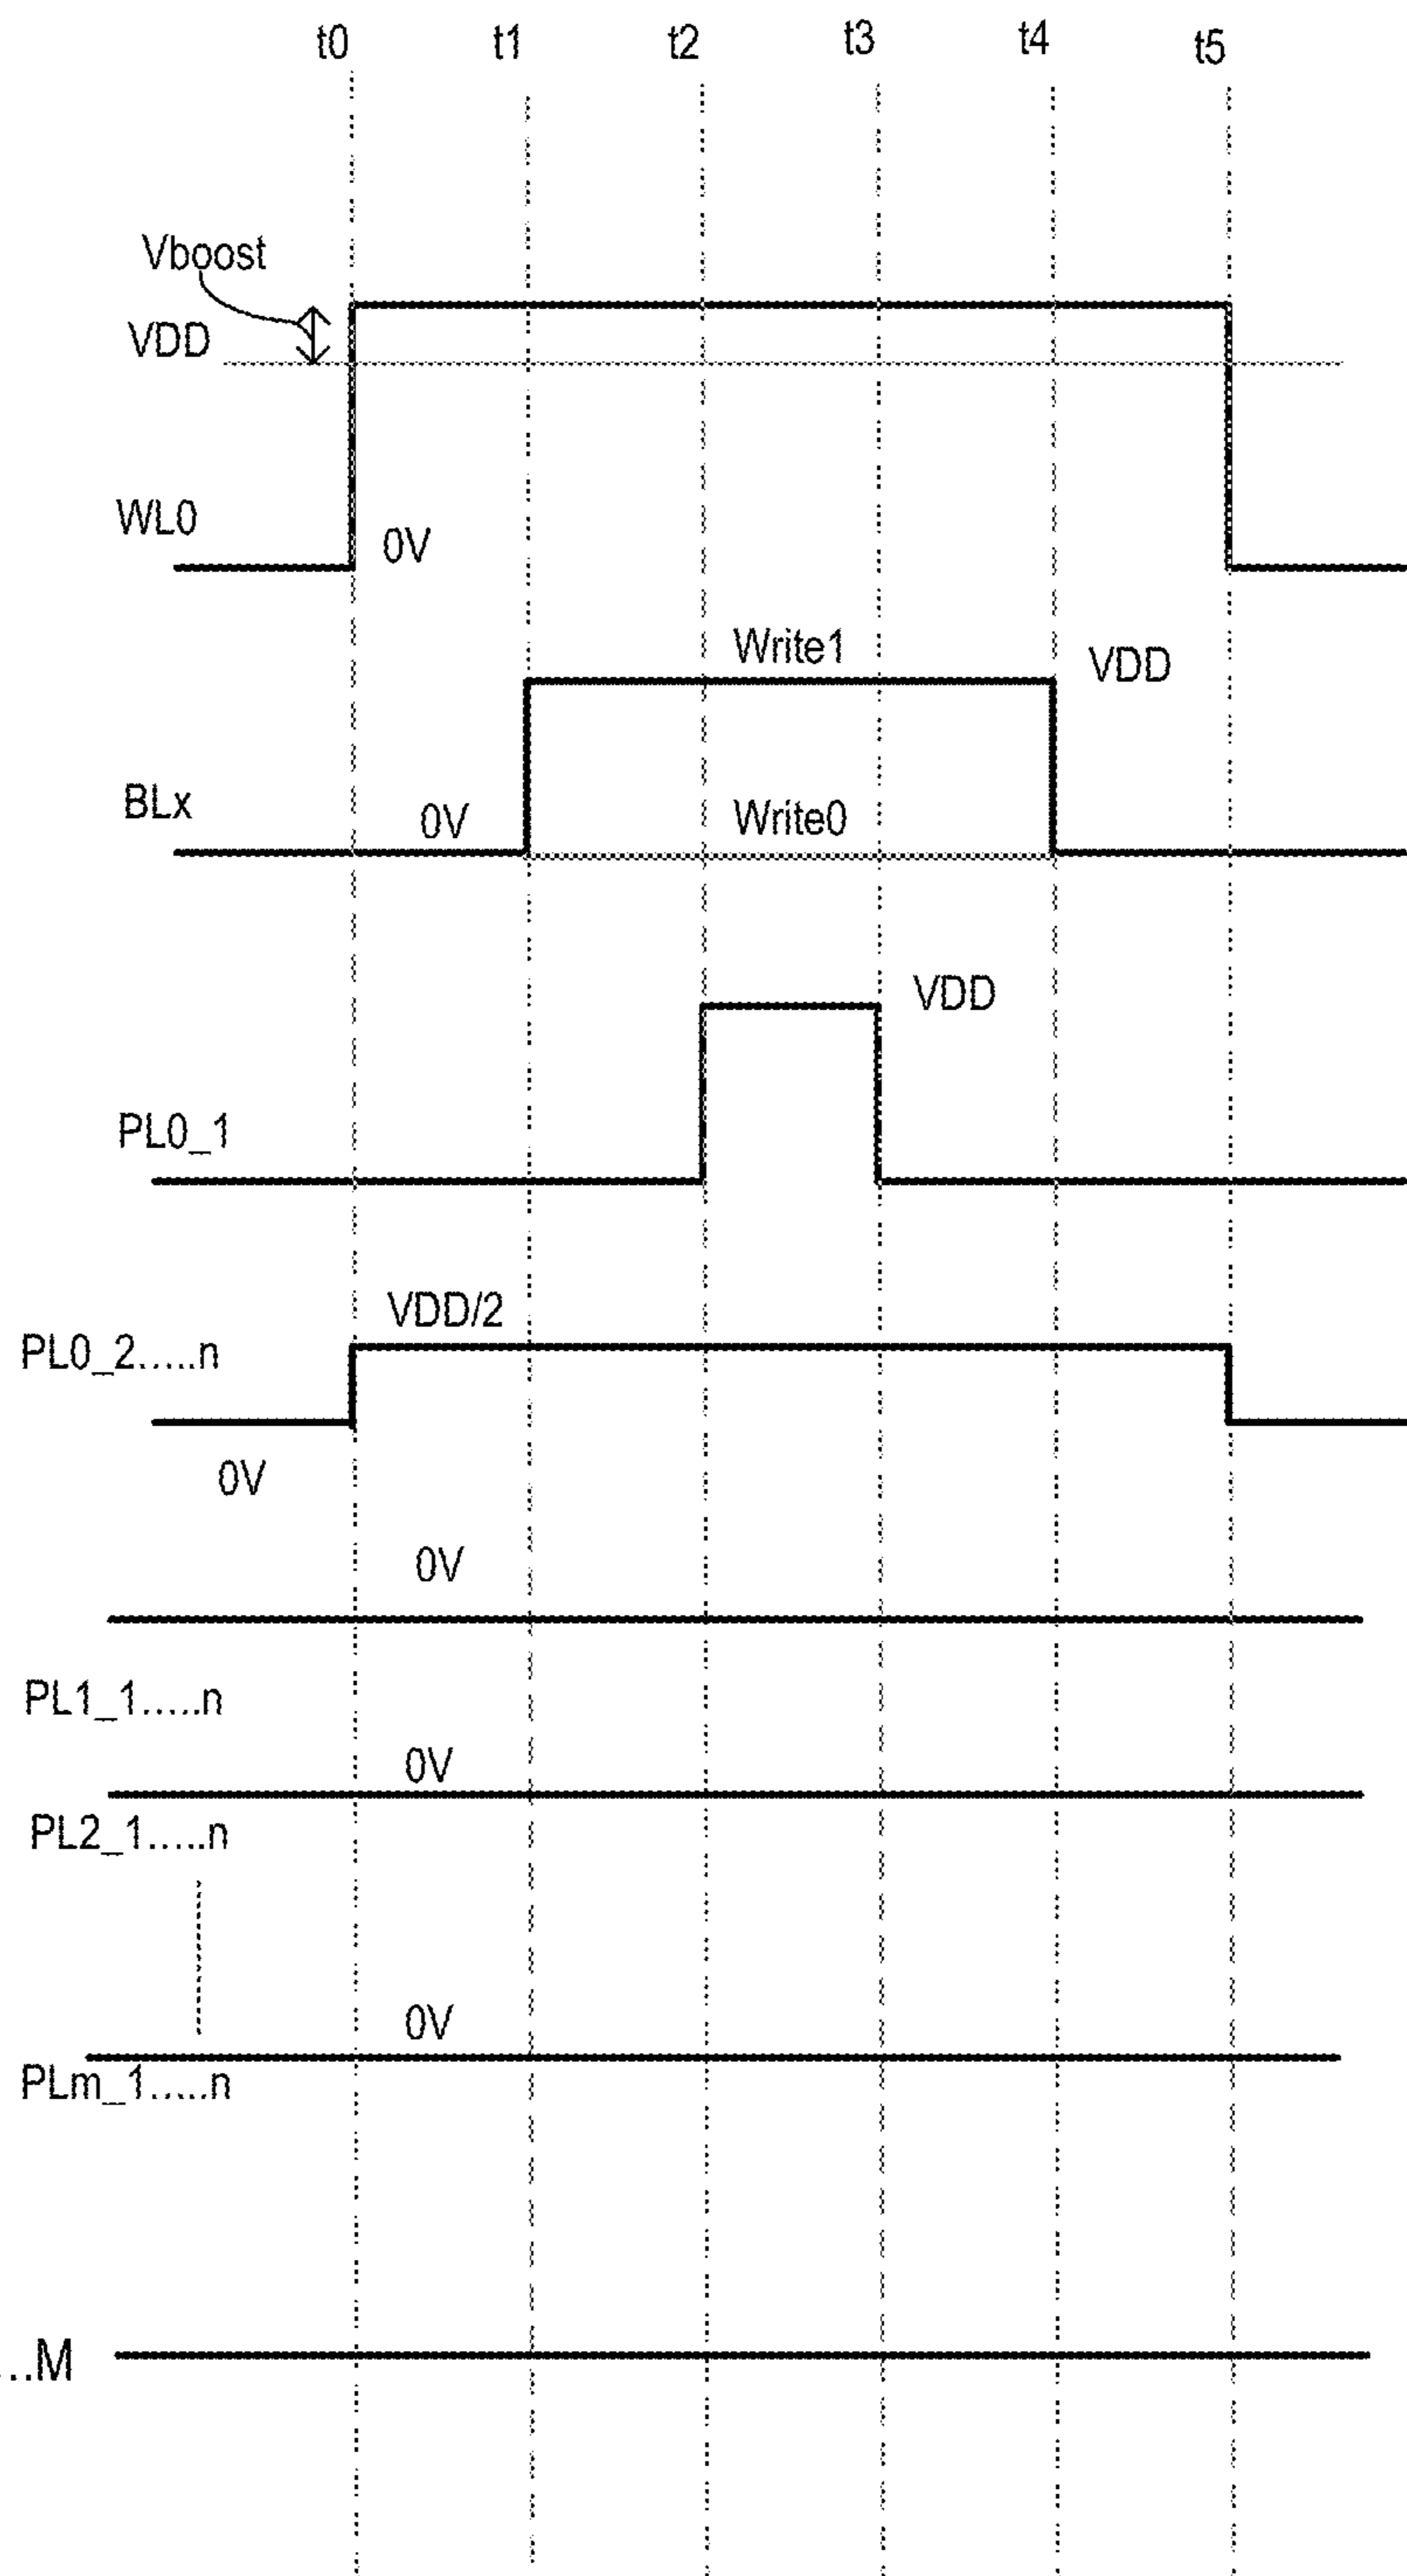 t0 t1 t2 t3 t4 t5
Vboost
VDD
WL0
0V
Write1
VDD
BLx
0V
Write0
VDD
PL0_1
VDD/2
PL0_2.....n
0V
0V
PL1_1.....n
0V
PL2_1.....n
0V
PLm_1.....n
...M